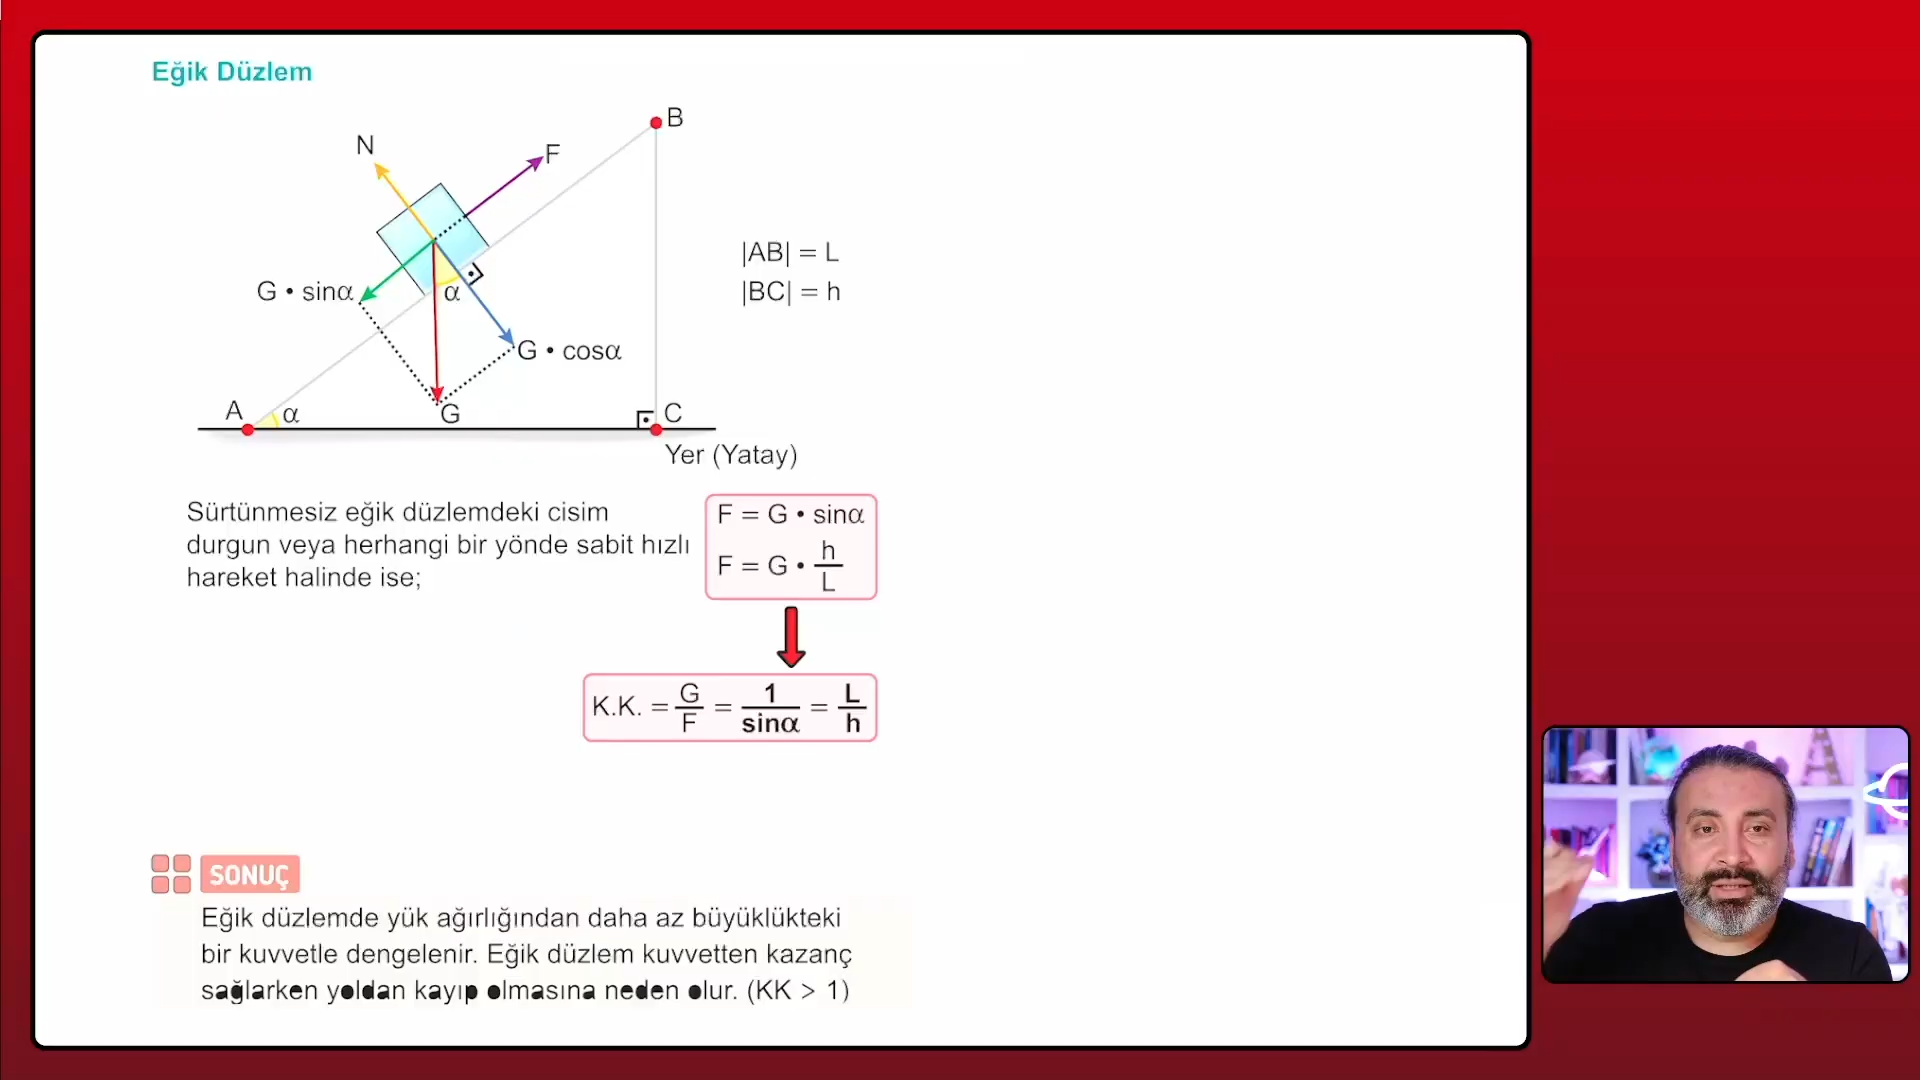 Eğik Düzlem
B
N
F
|AB| = L
|BC| = h
G • sinα
α
G • cosα
A
α
G
C
Yer (Yatay)
Sürtünmesiz eğik düzlemdeki cisim
durgun veya herhangi bir yönde sabit hızlı
hareket halinde ise;
F = G • sinα
F = G • h/L
K.K. = G/F = 1/sinα = L/h
SONUÇ
Eğik düzlemde yük ağırlığından daha az büyüklükteki
bir kuvvetle dengelenir. Eğik düzlem kuvvetten kazanç
sağlarken yoldan kayıp olmasına neden olur. (KK > 1)